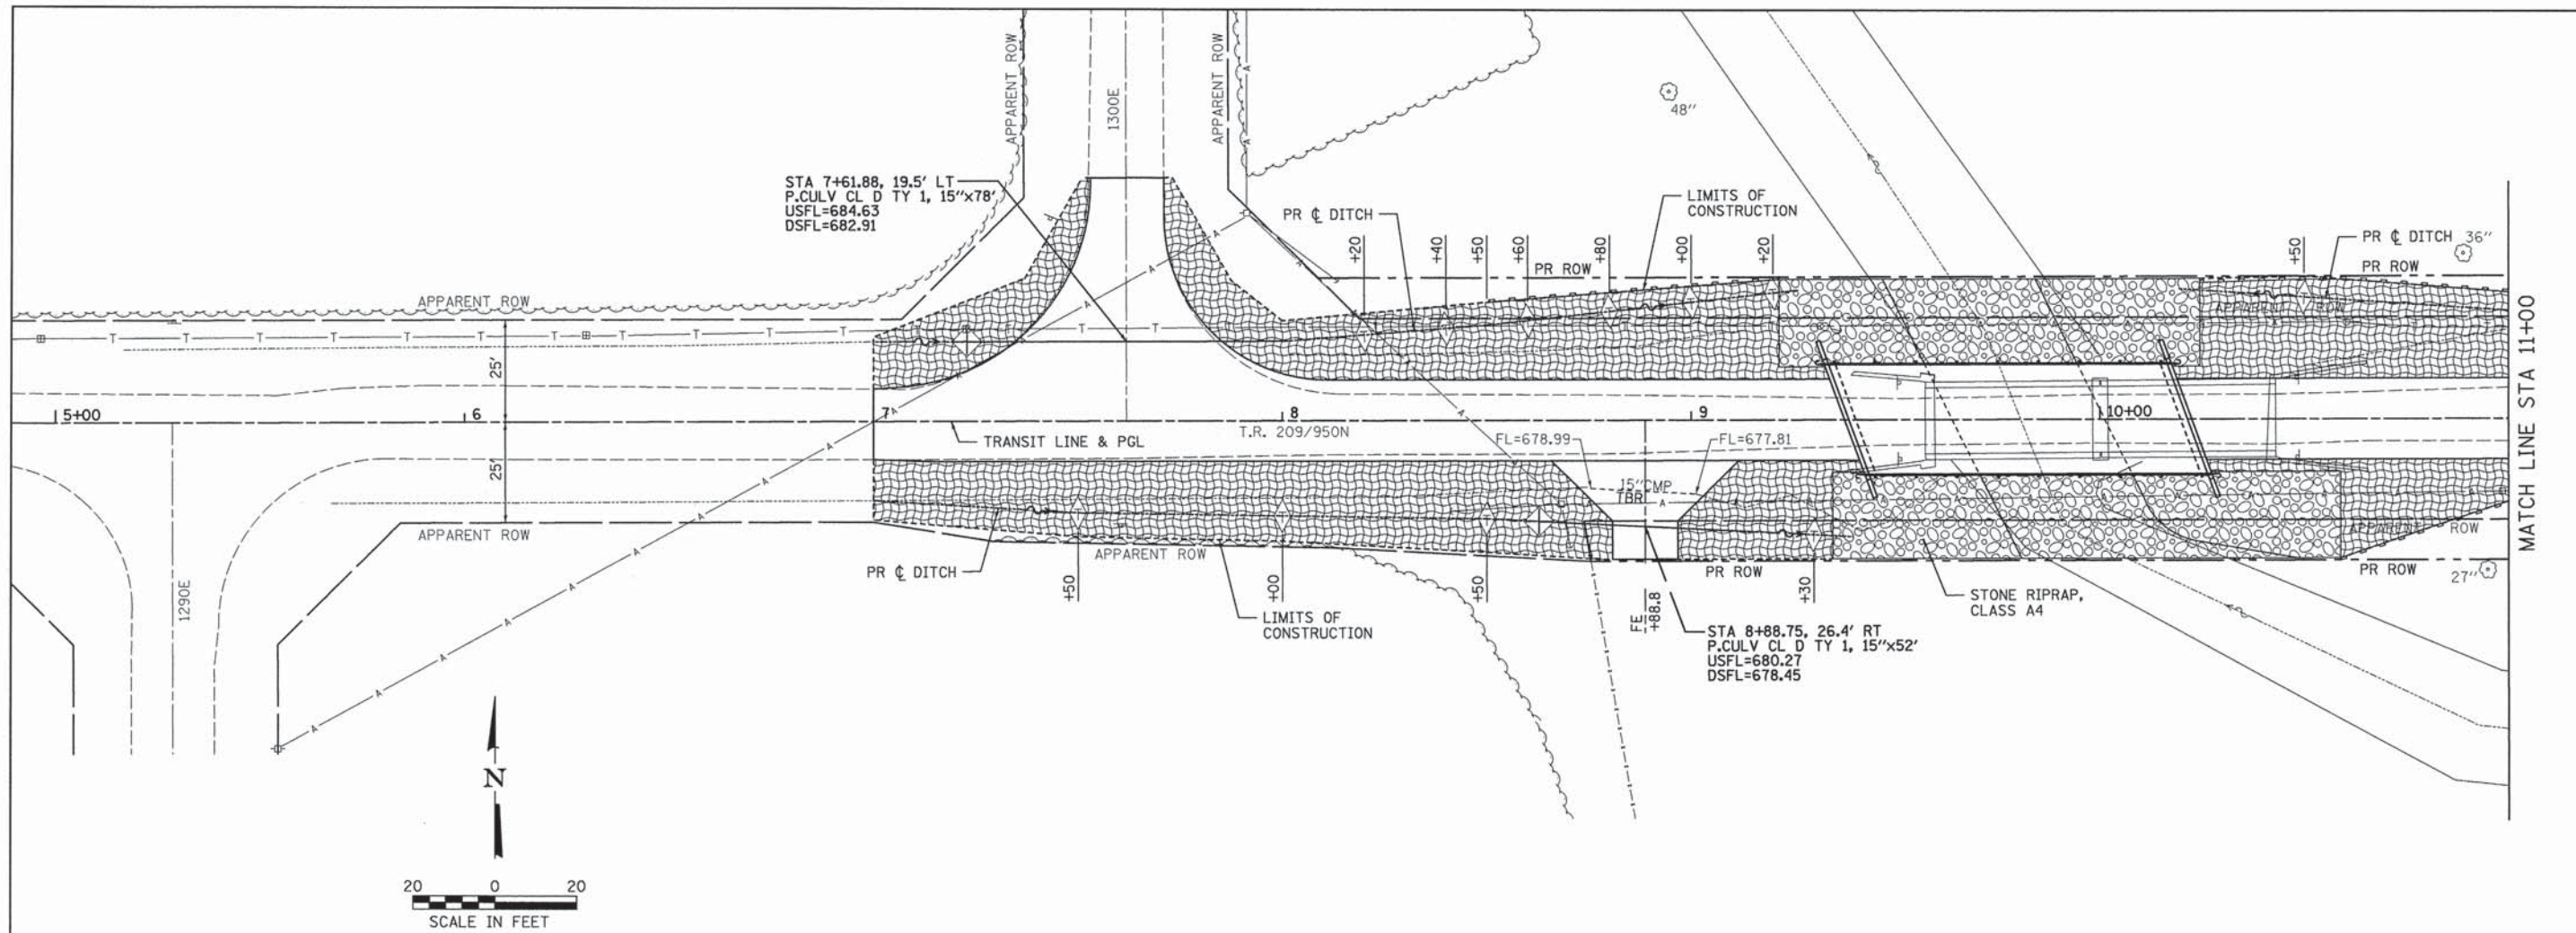 APPARENT ROW
1300E
APPARENT ROW
48"
STA 7+61.88, 19.5' LT
P.CULV CL D TY 1, 15"x78'
USFL=684.63
DSFL=682.91
PR ℄ DITCH
LIMITS OF
CONSTRUCTION
+20
+40
+50
+60
+80
+00
+20
PR ROW
+50
PR ℄ DITCH
36"
PR ROW
APPARENT ROW
APPARENT ROW
T T T T T T T T T T T T T
25'
25'
5+00
6
7
8
9
10+00
TRANSIT LINE & PGL
T.R. 209/950N
FL=678.99
FL=677.81
15" CMP
TBR
MATCH LINE STA 11+00
APPARENT ROW
APPARENT ROW
APPARENT ROW
1290E
PR ℄ DITCH
+50
+00
+50
FE
+88.8
PR ROW
+30
PR ROW
27"
LIMITS OF
CONSTRUCTION
STONE RIPRAP,
CLASS A4
STA 8+88.75, 26.4' RT
P.CULV CL D TY 1, 15"x52'
USFL=680.27
DSFL=678.45
N
20 0 20
SCALE IN FEET